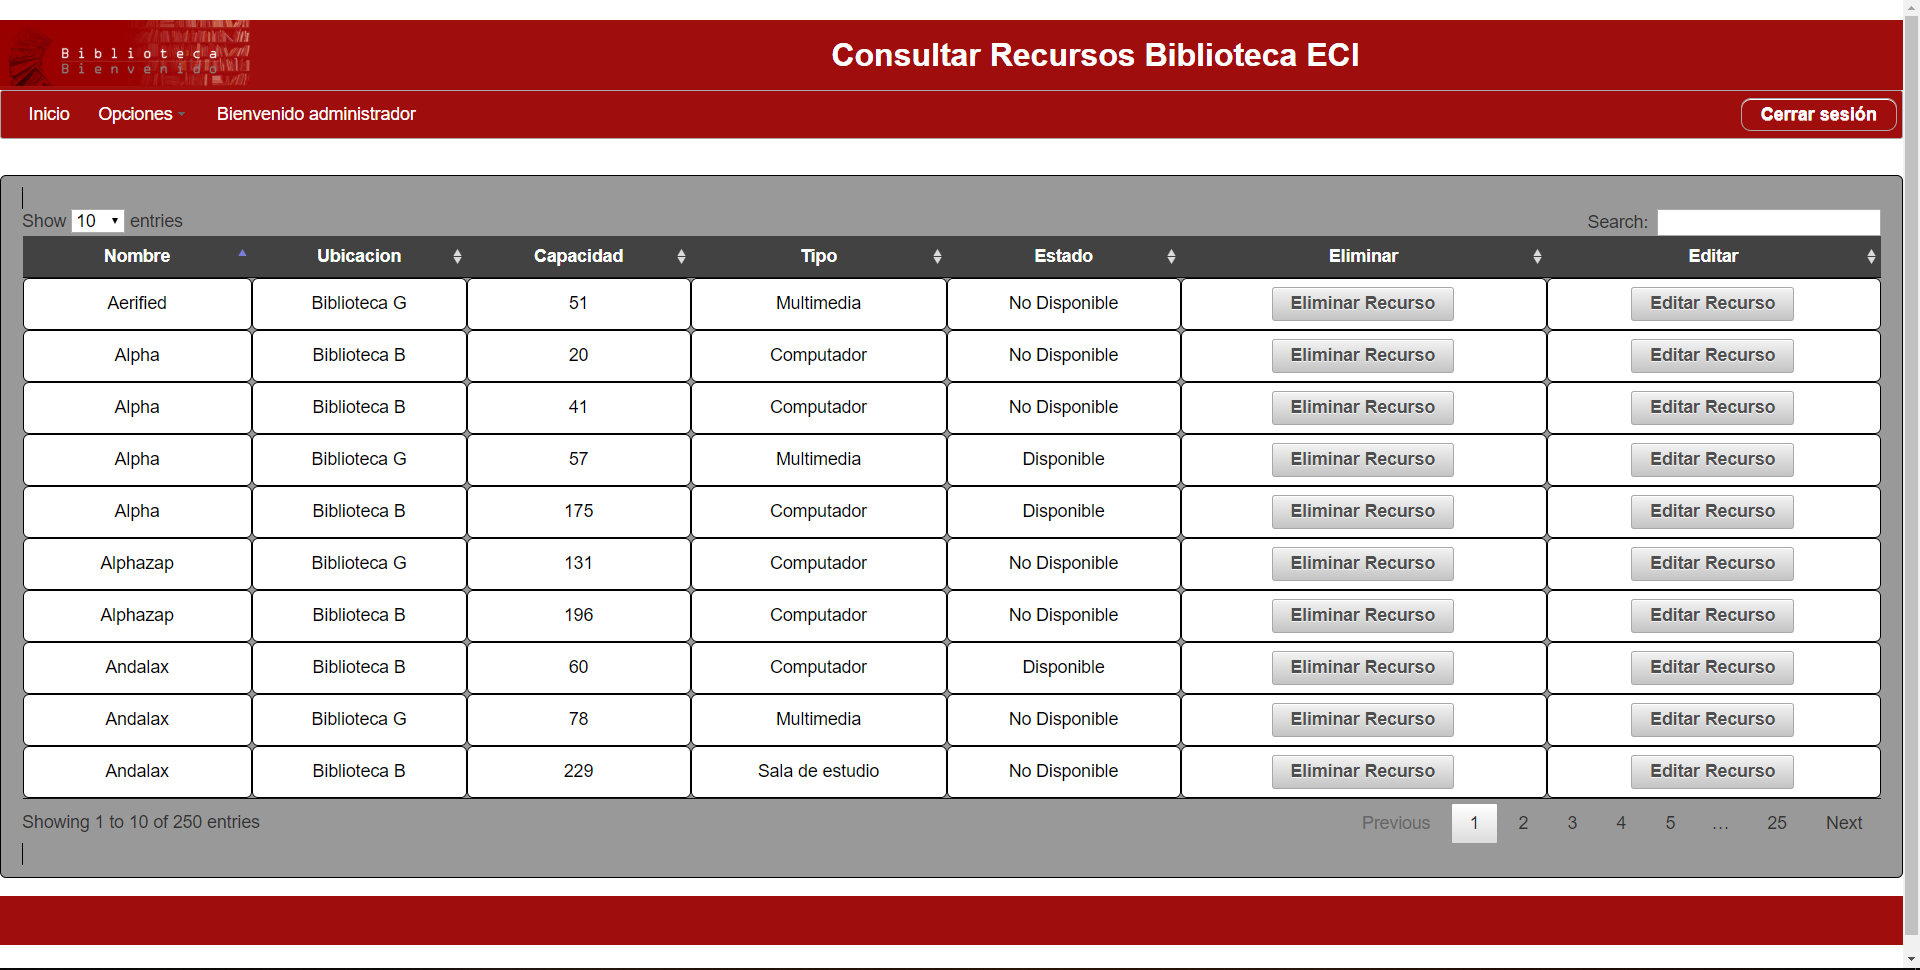 Biblioteca
Bienvenido
Consultar Recursos Biblioteca ECI
Inicio Opciones Bienvenido administrador Cerrar sesión
Show 10 entries Search:
Nombre Ubicacion Capacidad Tipo Estado Eliminar Editar
Aerified Biblioteca G 51 Multimedia No Disponible Eliminar Recurso Editar Recurso
Alpha Biblioteca B 20 Computador No Disponible Eliminar Recurso Editar Recurso
Alpha Biblioteca B 41 Computador No Disponible Eliminar Recurso Editar Recurso
Alpha Biblioteca G 57 Multimedia Disponible Eliminar Recurso Editar Recurso
Alpha Biblioteca B 175 Computador Disponible Eliminar Recurso Editar Recurso
Alphazap Biblioteca G 131 Computador No Disponible Eliminar Recurso Editar Recurso
Alphazap Biblioteca B 196 Computador No Disponible Eliminar Recurso Editar Recurso
Andalax Biblioteca B 60 Computador Disponible Eliminar Recurso Editar Recurso
Andalax Biblioteca G 78 Multimedia No Disponible Eliminar Recurso Editar Recurso
Andalax Biblioteca B 229 Sala de estudio No Disponible Eliminar Recurso Editar Recurso
Showing 1 to 10 of 250 entries Previous 1 2 3 4 5 … 25 Next